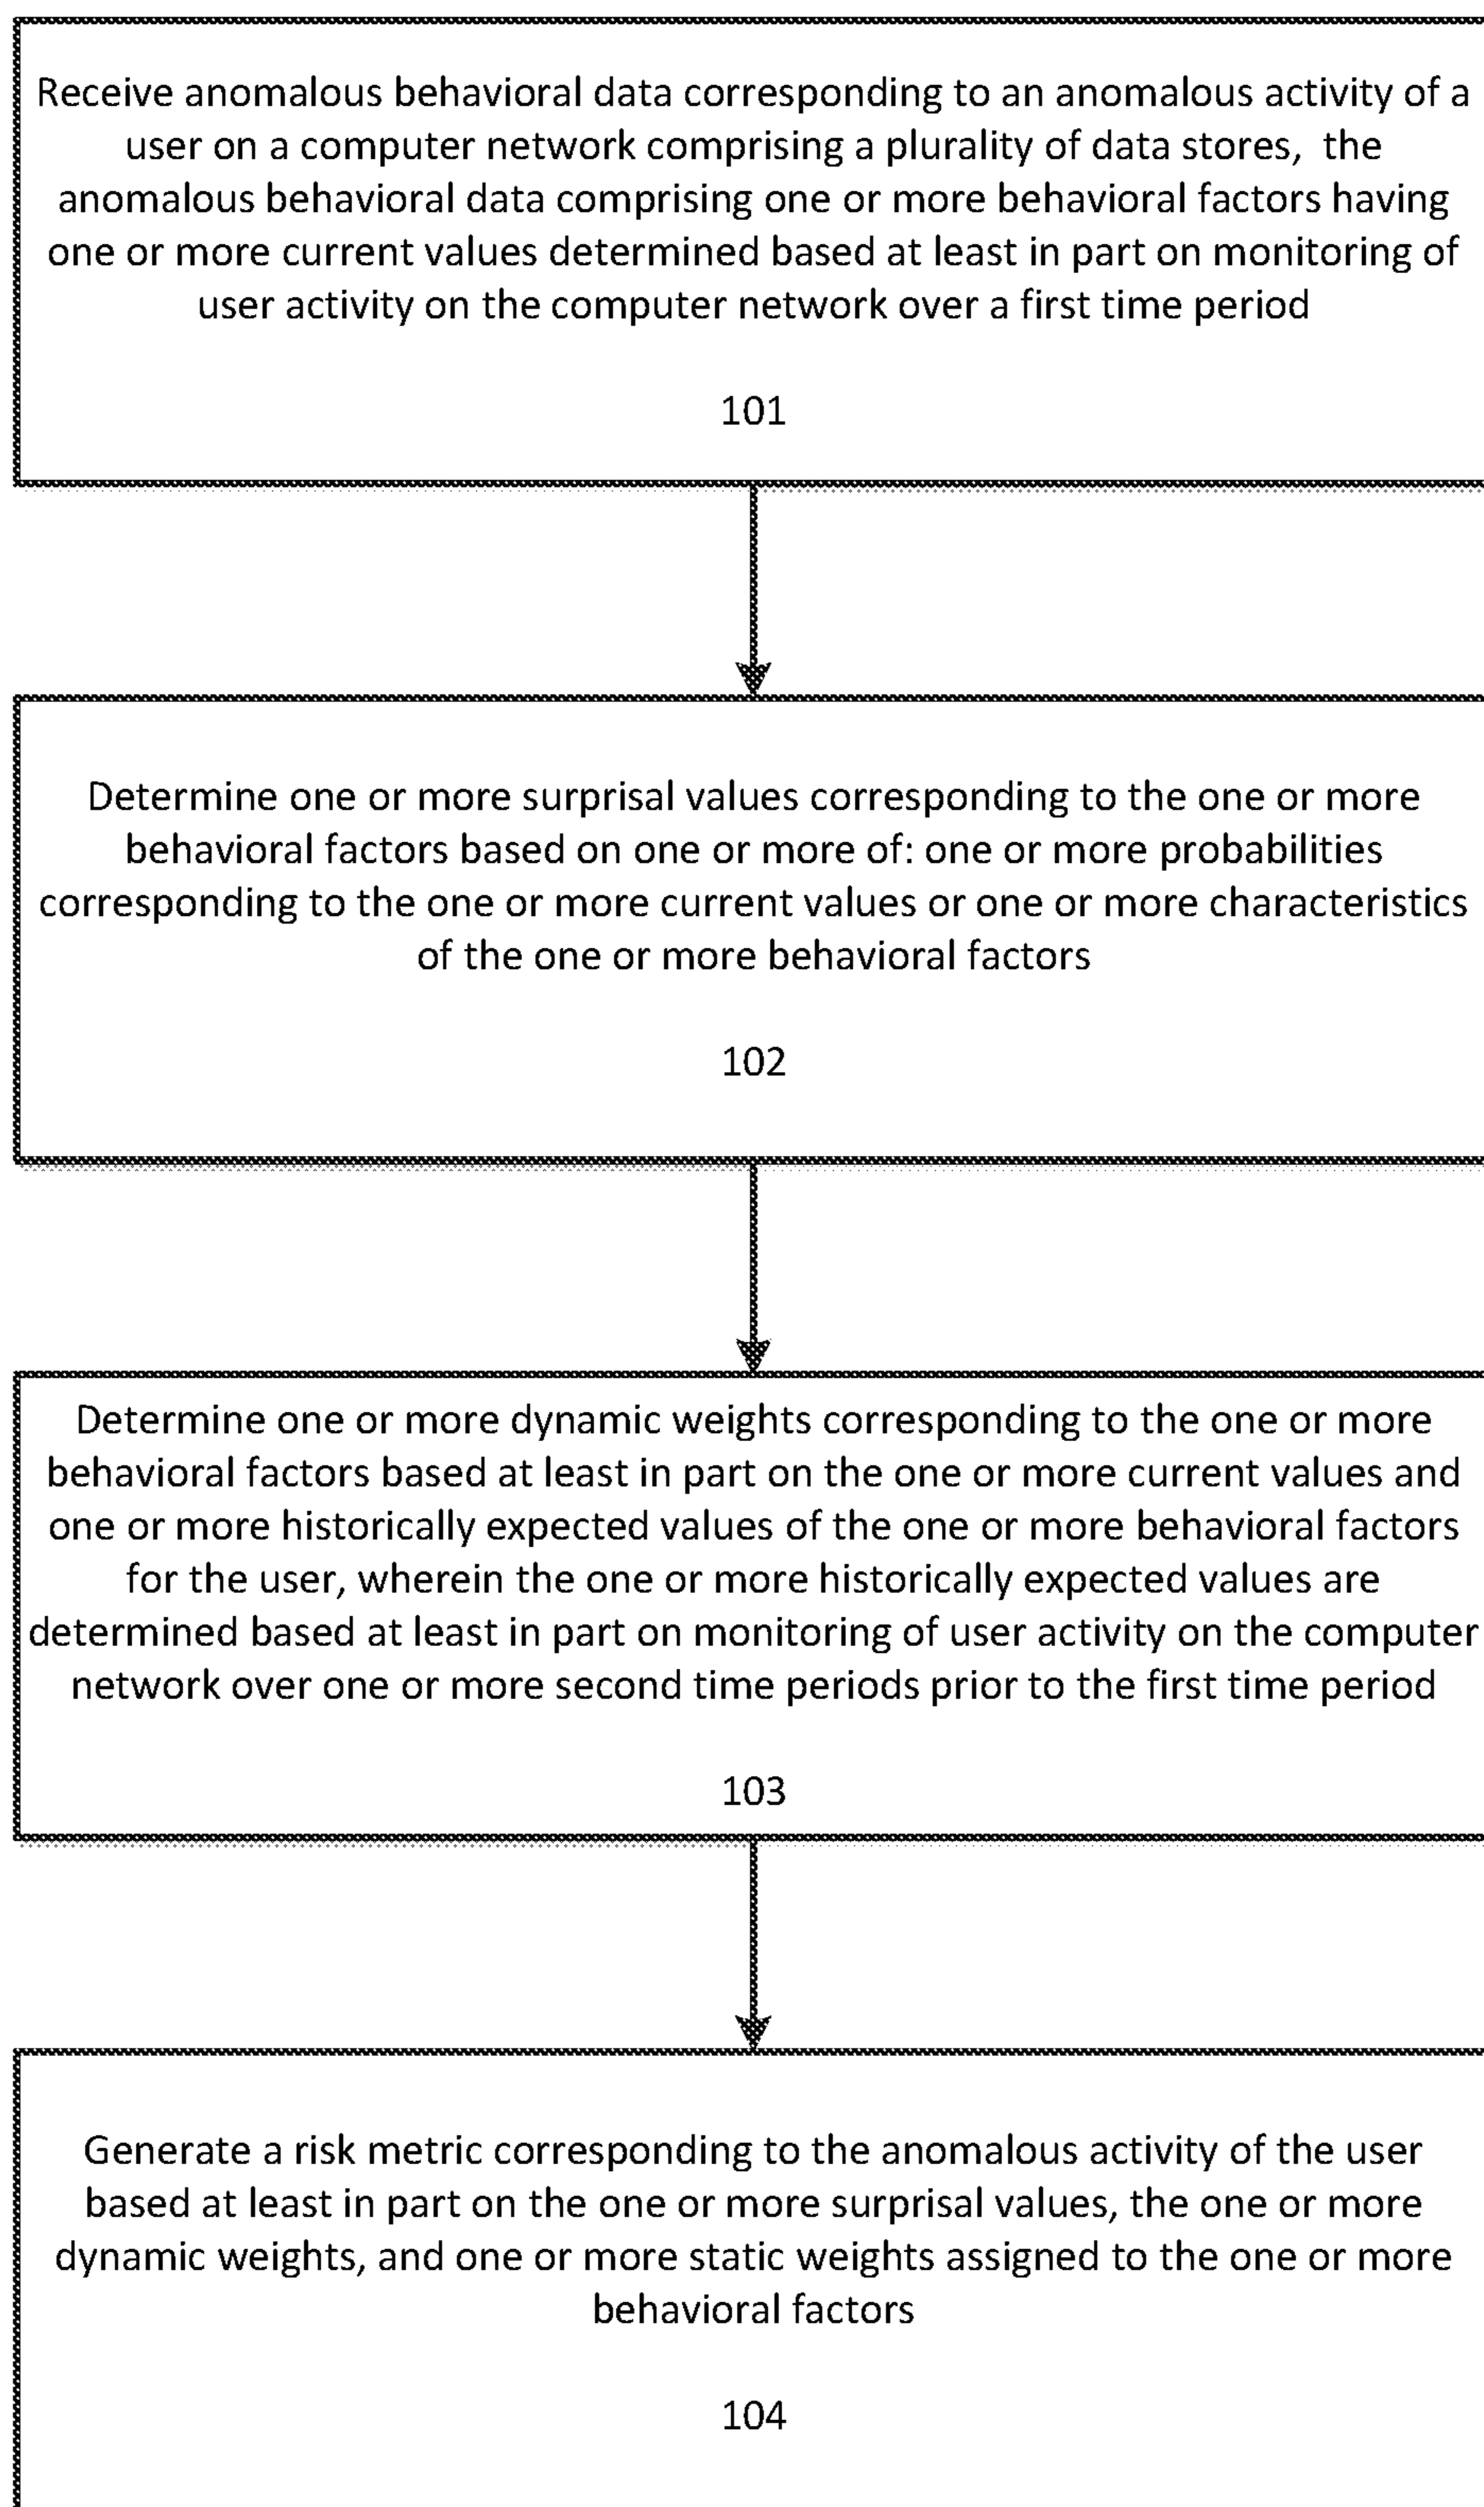 Receive anomalous behavioral data corresponding to an anomalous activity of a
user on a computer network comprising a plurality of data stores,  the
anomalous behavioral data comprising one or more behavioral factors having
one or more current values determined based at least in part on monitoring of
user activity on the computer network over a first time period
101
Determine one or more surprisal values corresponding to the one or more
behavioral factors based on one or more of: one or more probabilities
corresponding to the one or more current values or one or more characteristics
of the one or more behavioral factors
102
Determine one or more dynamic weights corresponding to the one or more
behavioral factors based at least in part on the one or more current values and
one or more historically expected values of the one or more behavioral factors
for the user, wherein the one or more historically expected values are
determined based at least in part on monitoring of user activity on the computer
network over one or more second time periods prior to the first time period
103
Generate a risk metric corresponding to the anomalous activity of the user
based at least in part on the one or more surprisal values, the one or more
dynamic weights, and one or more static weights assigned to the one or more
behavioral factors
104